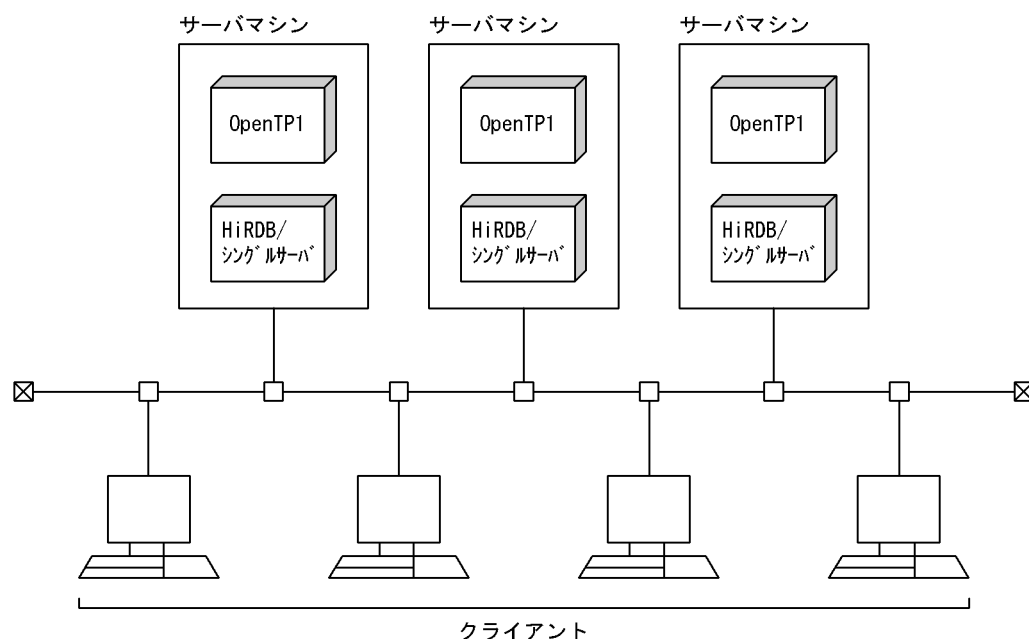 サーバマシン
サーバマシン
サーバマシン
OpenTP1
OpenTP1
OpenTP1
HiRDB/
シングルサーバ
HiRDB/
シングルサーバ
HiRDB/
シングルサーバ
クライアント